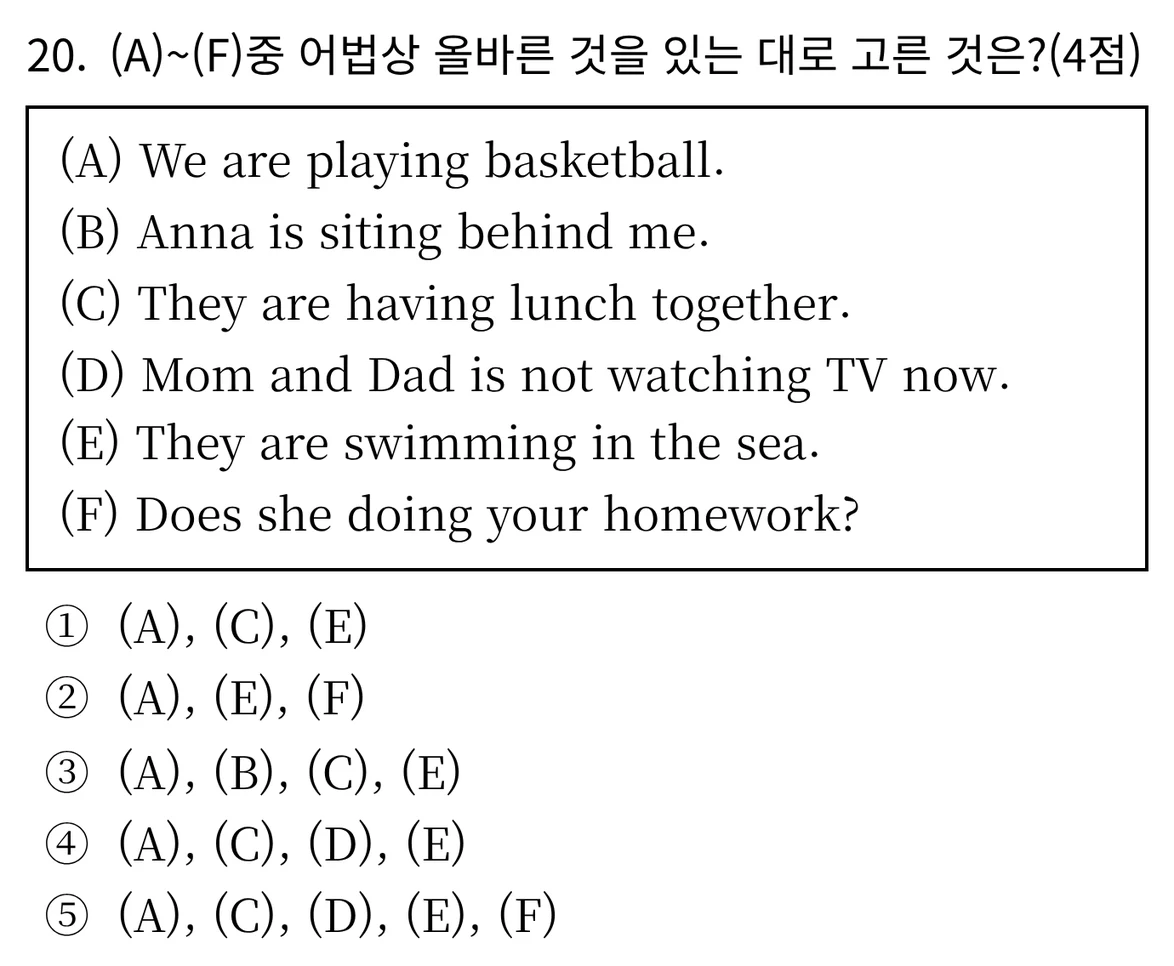 20. (A)~(F)중 어법상 올바른 것을 있는 대로 고른 것은?(4점)
(A) We are playing basketball.
(B) Anna is siting behind me.
(C) They are having lunch together.
(D) Mom and Dad is not watching TV now.
(E) They are swimming in the sea.
(F) Does she doing your homework?
① (A), (C), (E)
② (A), (E), (F)
③ (A), (B), (C), (E)
④ (A), (C), (D), (E)
⑤ (A), (C), (D), (E), (F)